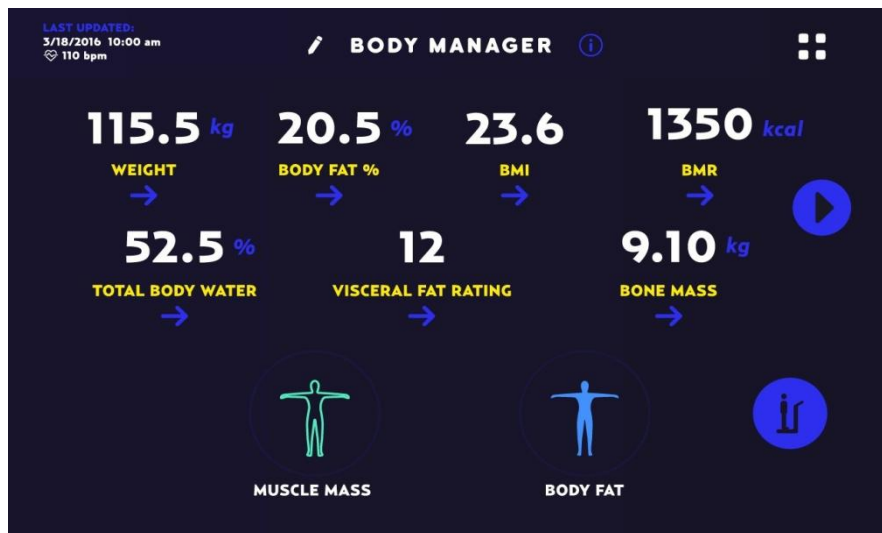 LAST UPDATED:
3/18/2016 10:00 am
110 bpm
BODY MANAGER
115.5 kg
20.5 %
23.6
1350 kcal
WEIGHT
BODY FAT %
BMI
BMR
52.5 %
12
9.10 kg
TOTAL BODY WATER
VISCERAL FAT RATING
BONE MASS
MUSCLE MASS
BODY FAT